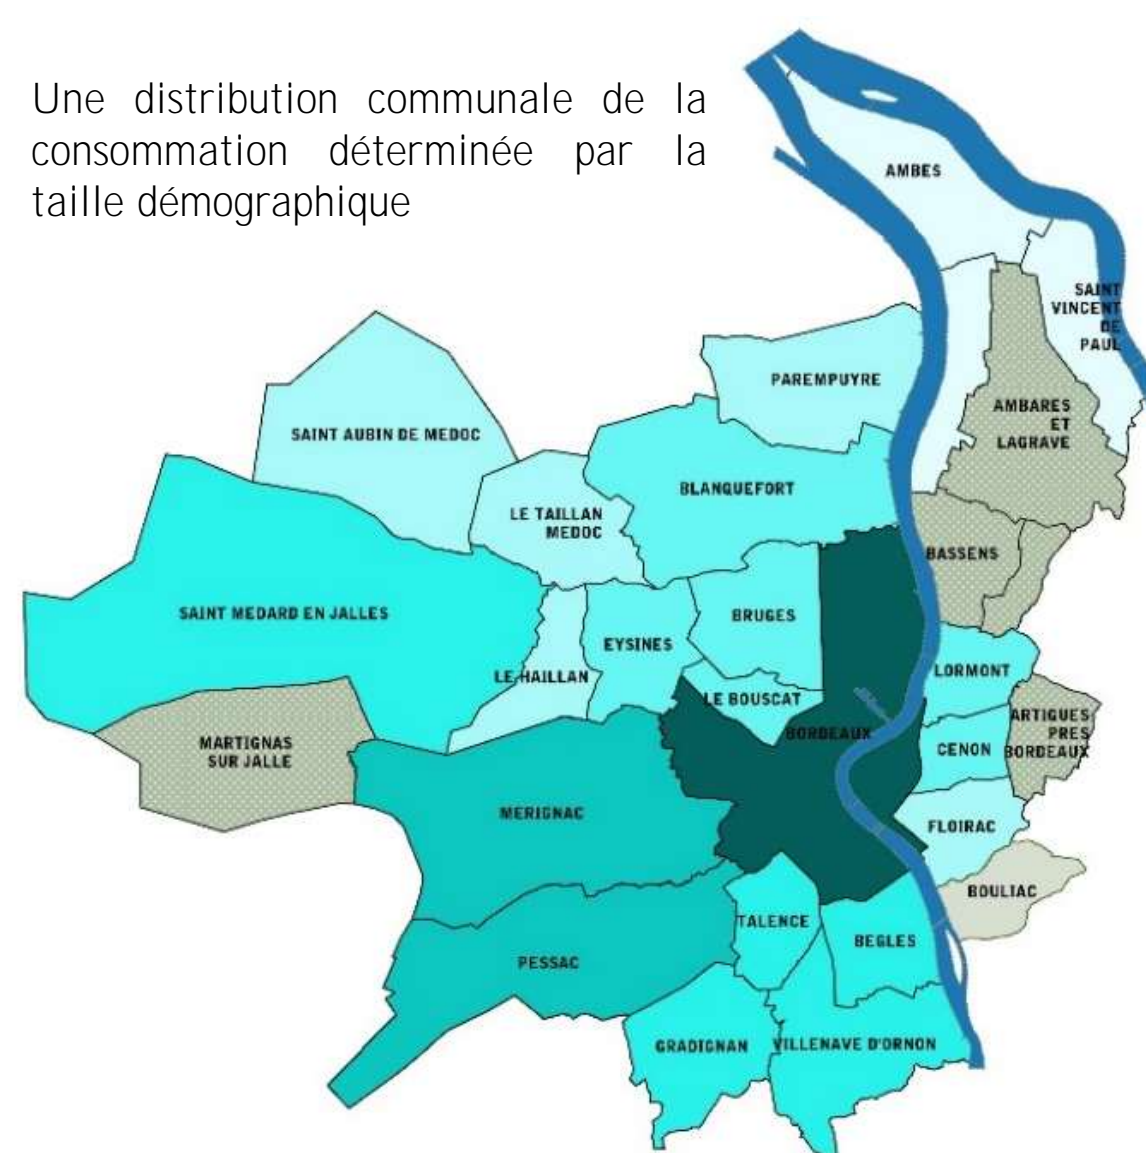 Une distribution communale de la
consommation déterminée par la
taille démographique
AMBES
SAINT
VINCENT
DE
PAUL
PAREMPUYRE
AMBARES
ET
LAGRAVE
SAINT AUBIN DE MEDOC
BLANQUEFORT
LE TAILLAN
MEDOC
BASSENS
SAINT MEDARD EN JALLES
BRUGES
EYSINES
LE HAILLAN
LE BOUSCAT
LORMONT
ARTIGUES
PRES
BORDEAUX
BORDEAUX
CENON
MARTIGNAS
SUR JALLE
MERIGNAC
FLOIRAC
BOULIAC
TALENCE
BEGLES
PESSAC
GRADIGNAN
VILLENAVE D'ORNON